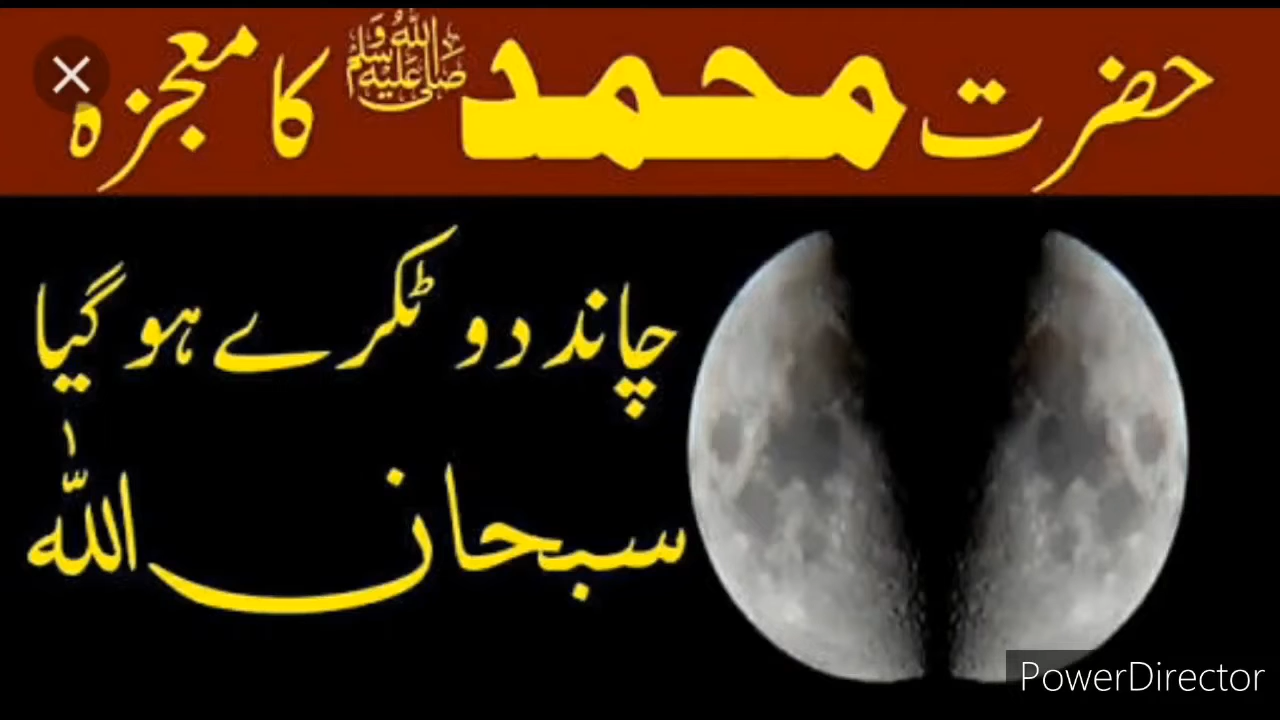 حضرت محمد ﷺ کا معجزہ
چاند دو ٹکرے ہو گیا
سبحان اللہ
PowerDirector